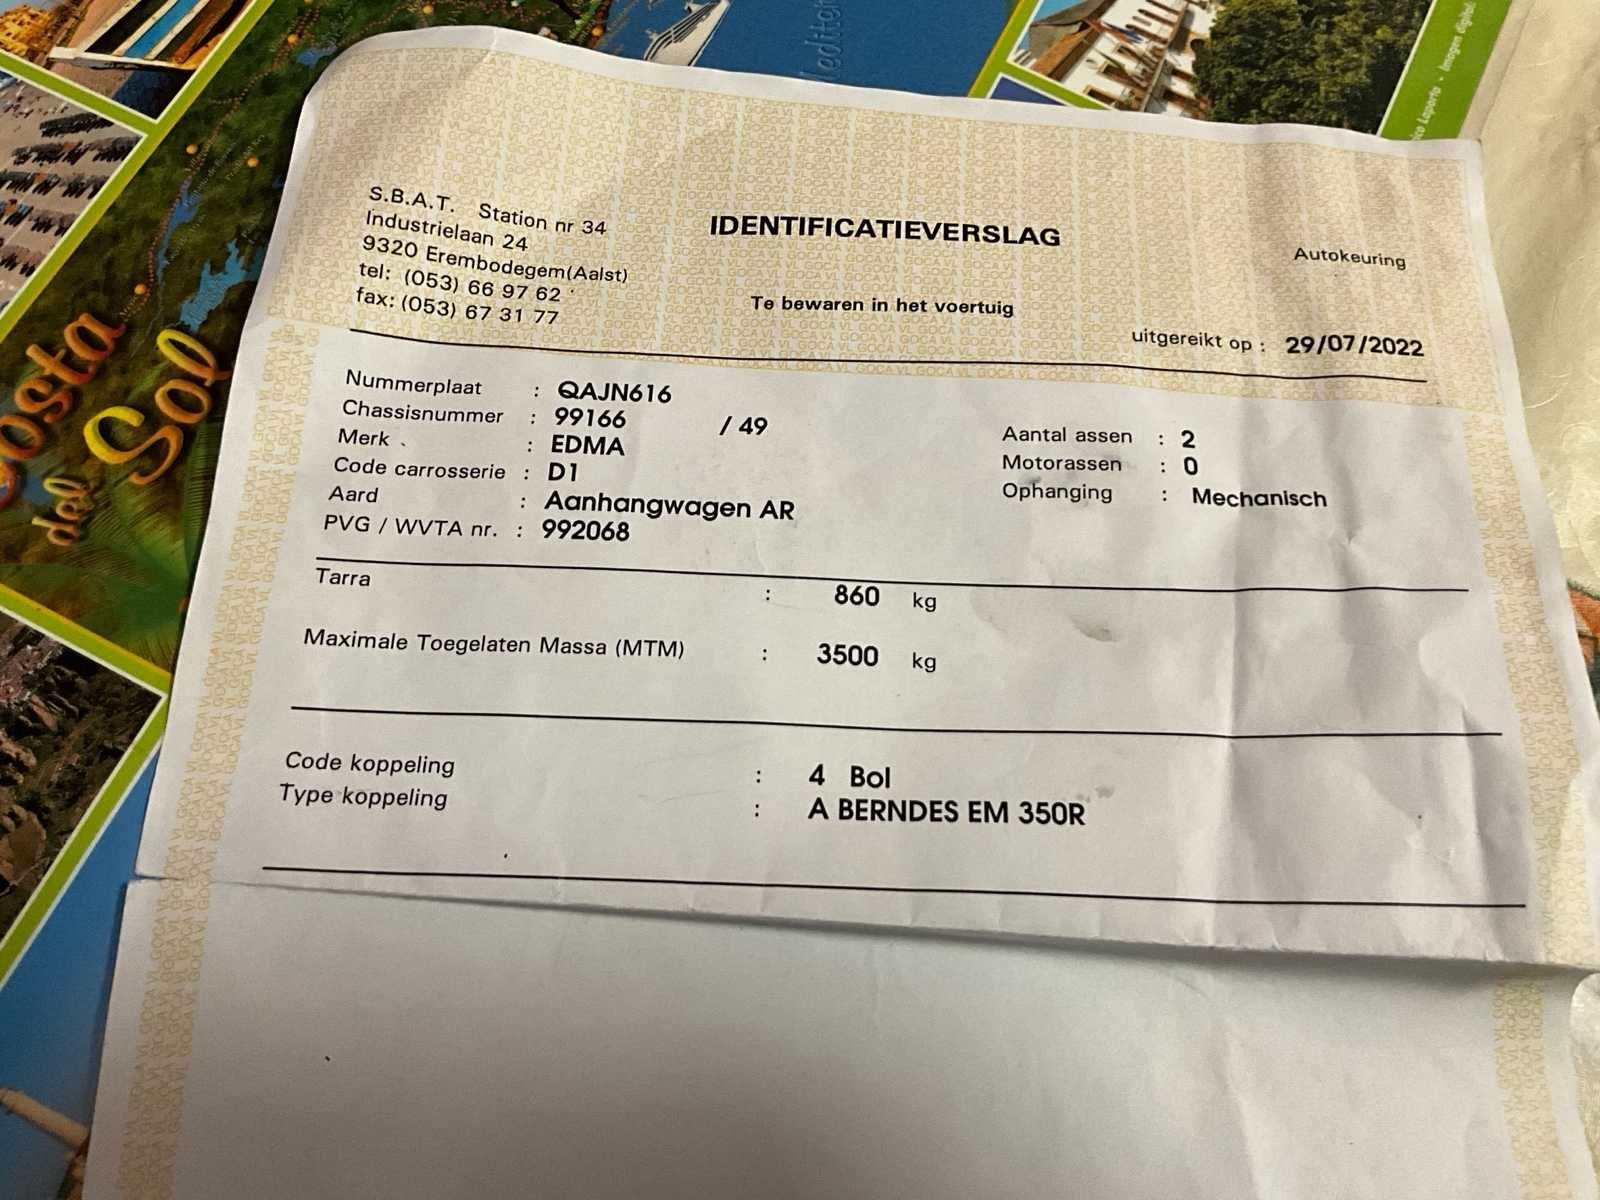 S.B.A.T. Station nr 34
Industrielaan 24
9320 Erembodegem(Aalst)
tel: (053) 66 97 62
fax: (053) 67 31 77
IDENTIFICATIEVERSLAG
Te bewaren in het voertuig
Autokeuring
uitgereikt op : 29/07/2022
Nummerplaat : QAJN616
Chassisnummer : 99166 / 49
Merk : EDMA
Code carrosserie : D1
Aard : Aanhangwagen AR
PVG / WVTA nr. : 992068
Aantal assen : 2
Motorassen : 0
Ophanging : Mechanisch
Tarra : 860 kg
Maximale Toegelaten Massa (MTM) : 3500 kg
Code koppeling : 4 Bol
Type koppeling : A BERNDES EM 350R
Costa
del
Sol
GOCA VL